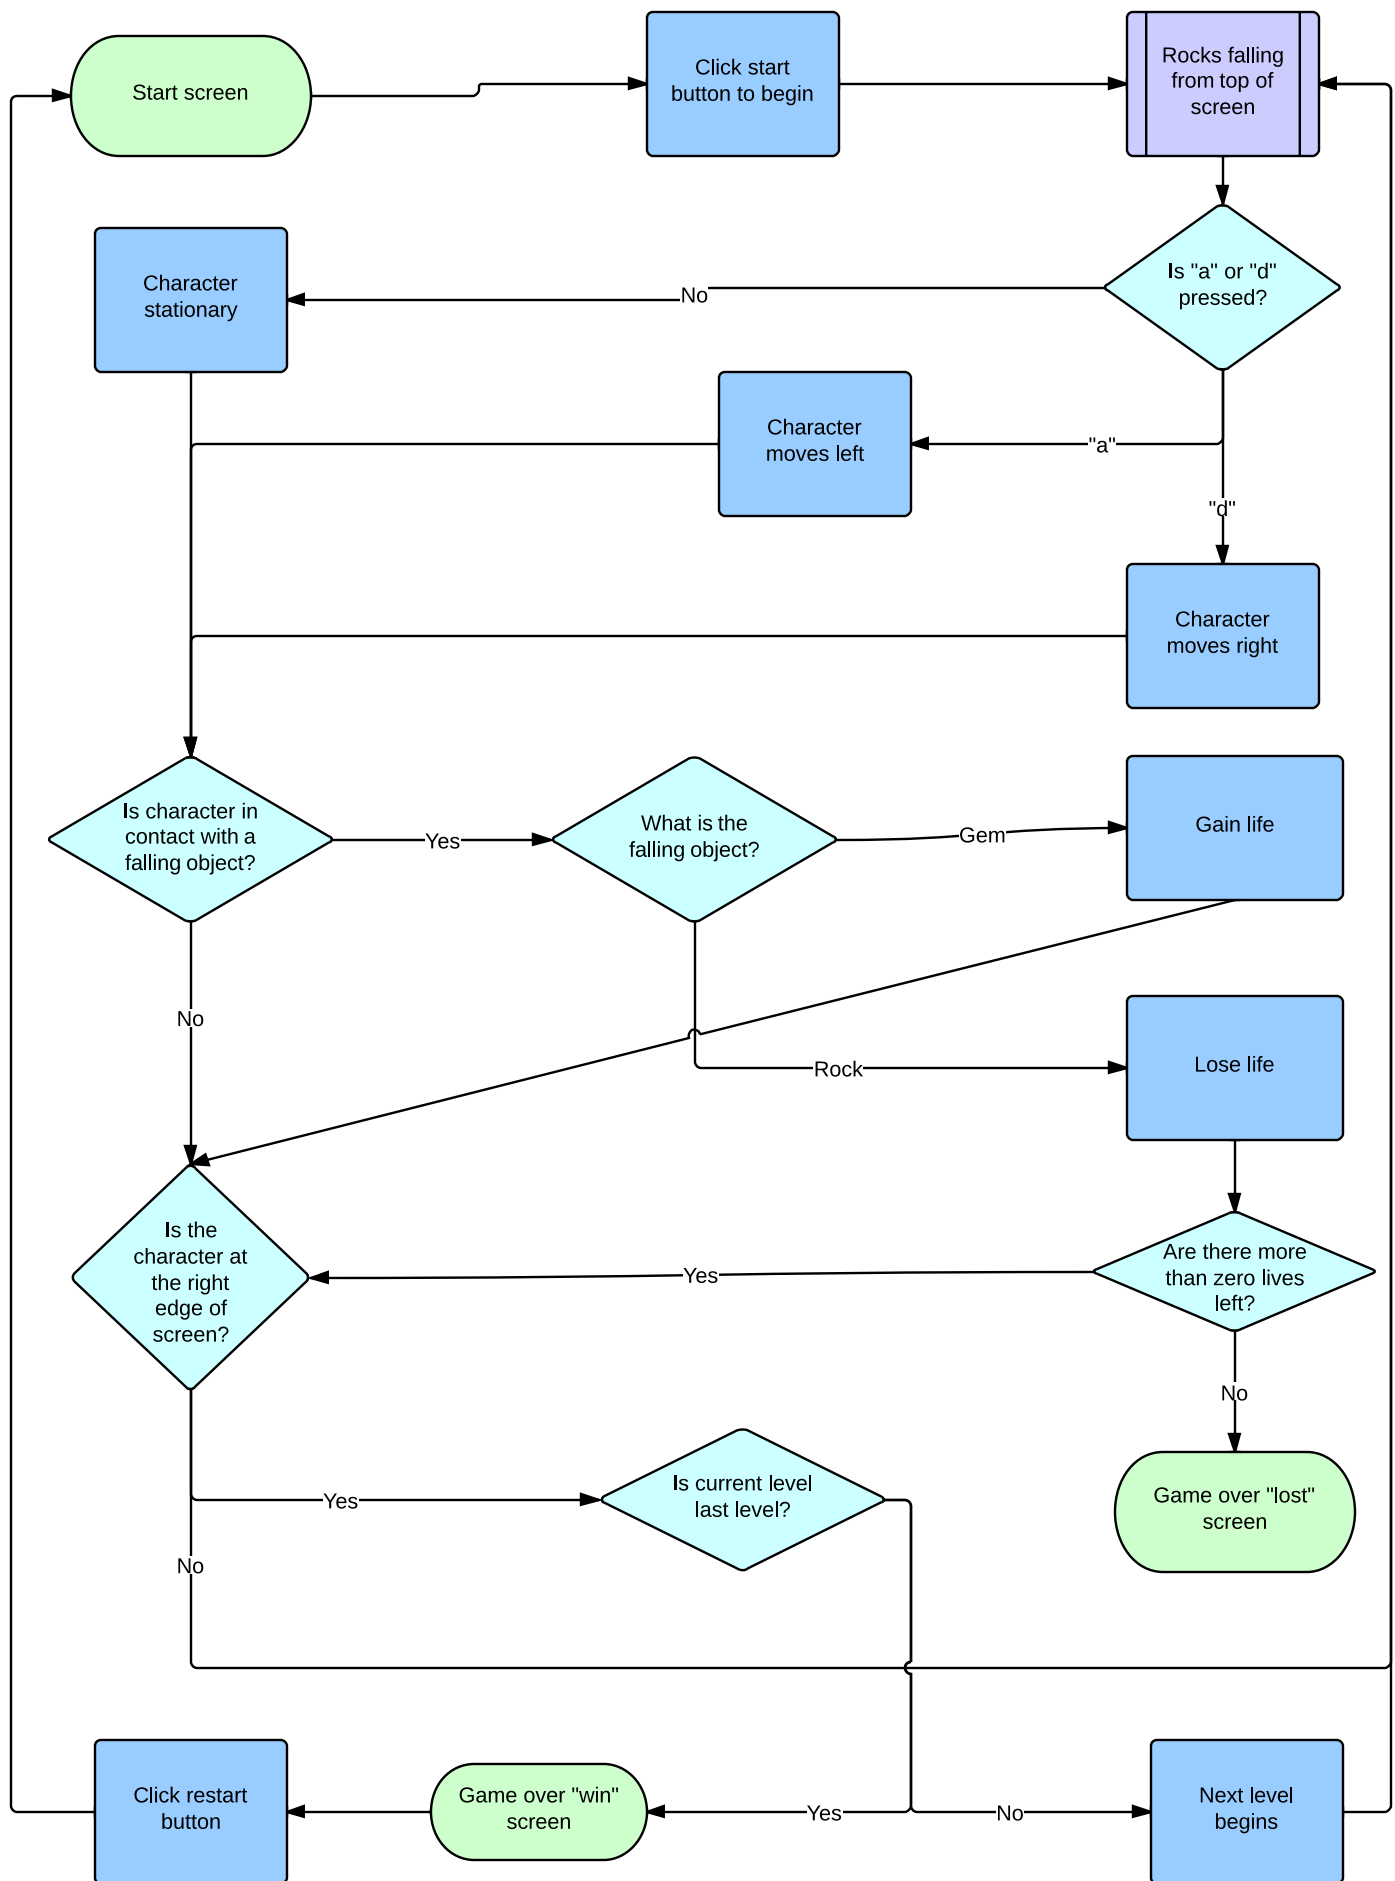 Start screen
Click start
button to begin
Rocks falling
from top of
screen
Is "a" or "d"
pressed?
No
Character
stationary
Character
moves left
"a"
"d"
Character
moves right
Is character in
contact with a
falling object?
Yes
What is the
falling object?
Gem
Gain life
No
Rock
Lose life
Is the
character at
the right
edge of
screen?
Yes
Are there more
than zero lives
left?
No
Yes
Is current level
last level?
Game over "lost"
screen
No
Click restart
button
Game over "win"
screen
Yes
No
Next level
begins